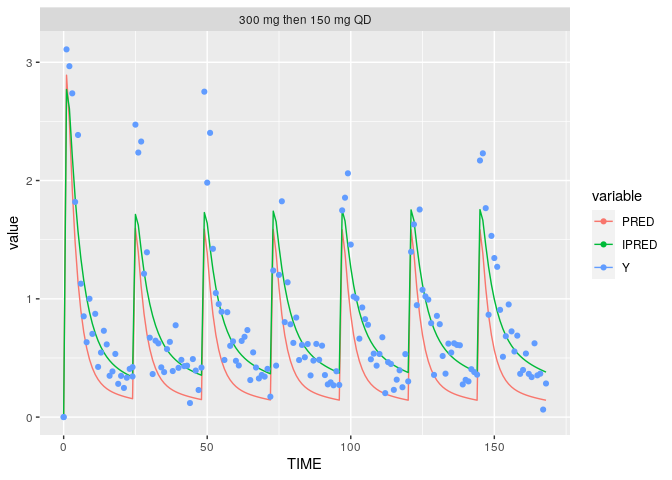 300 mg then 150 mg QD
3
2
1
0
value
0
50
100
150
TIME
variable
PRED
IPRED
Y